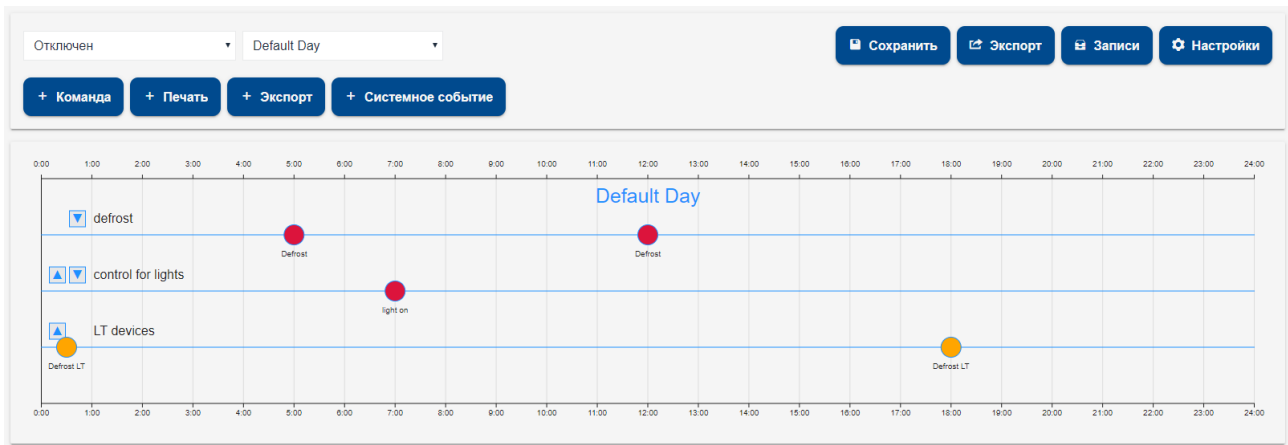 Отключен Default Day Сохранить Экспорт Записи Настройки
+ Команда + Печать + Экспорт + Системное событие
0:00 1:00 2:00 3:00 4:00 5:00 6:00 7:00 8:00 9:00 10:00 11:00 12:00 13:00 14:00 15:00 16:00 17:00 18:00 19:00 20:00 21:00 22:00 23:00 24:00
Default Day
defrost
Defrost Defrost
control for lights
light on
LT devices
Defrost LT Defrost LT
0:00 1:00 2:00 3:00 4:00 5:00 6:00 7:00 8:00 9:00 10:00 11:00 12:00 13:00 14:00 15:00 16:00 17:00 18:00 19:00 20:00 21:00 22:00 23:00 24:00